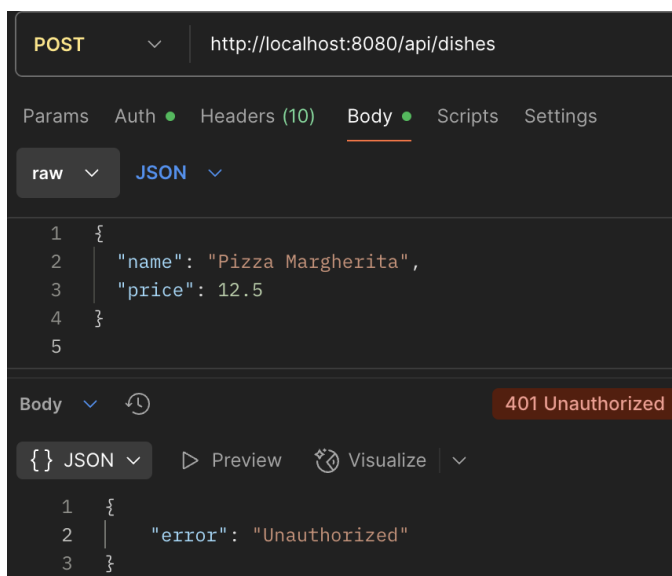 POST http://localhost:8080/api/dishes
Params Auth Headers (10) Body Scripts Settings
raw JSON
1 {
2 "name": "Pizza Margherita",
3 "price": 12.5
4 }
5
Body 401 Unauthorized
{} JSON Preview Visualize
1 {
2 "error": "Unauthorized"
3 }